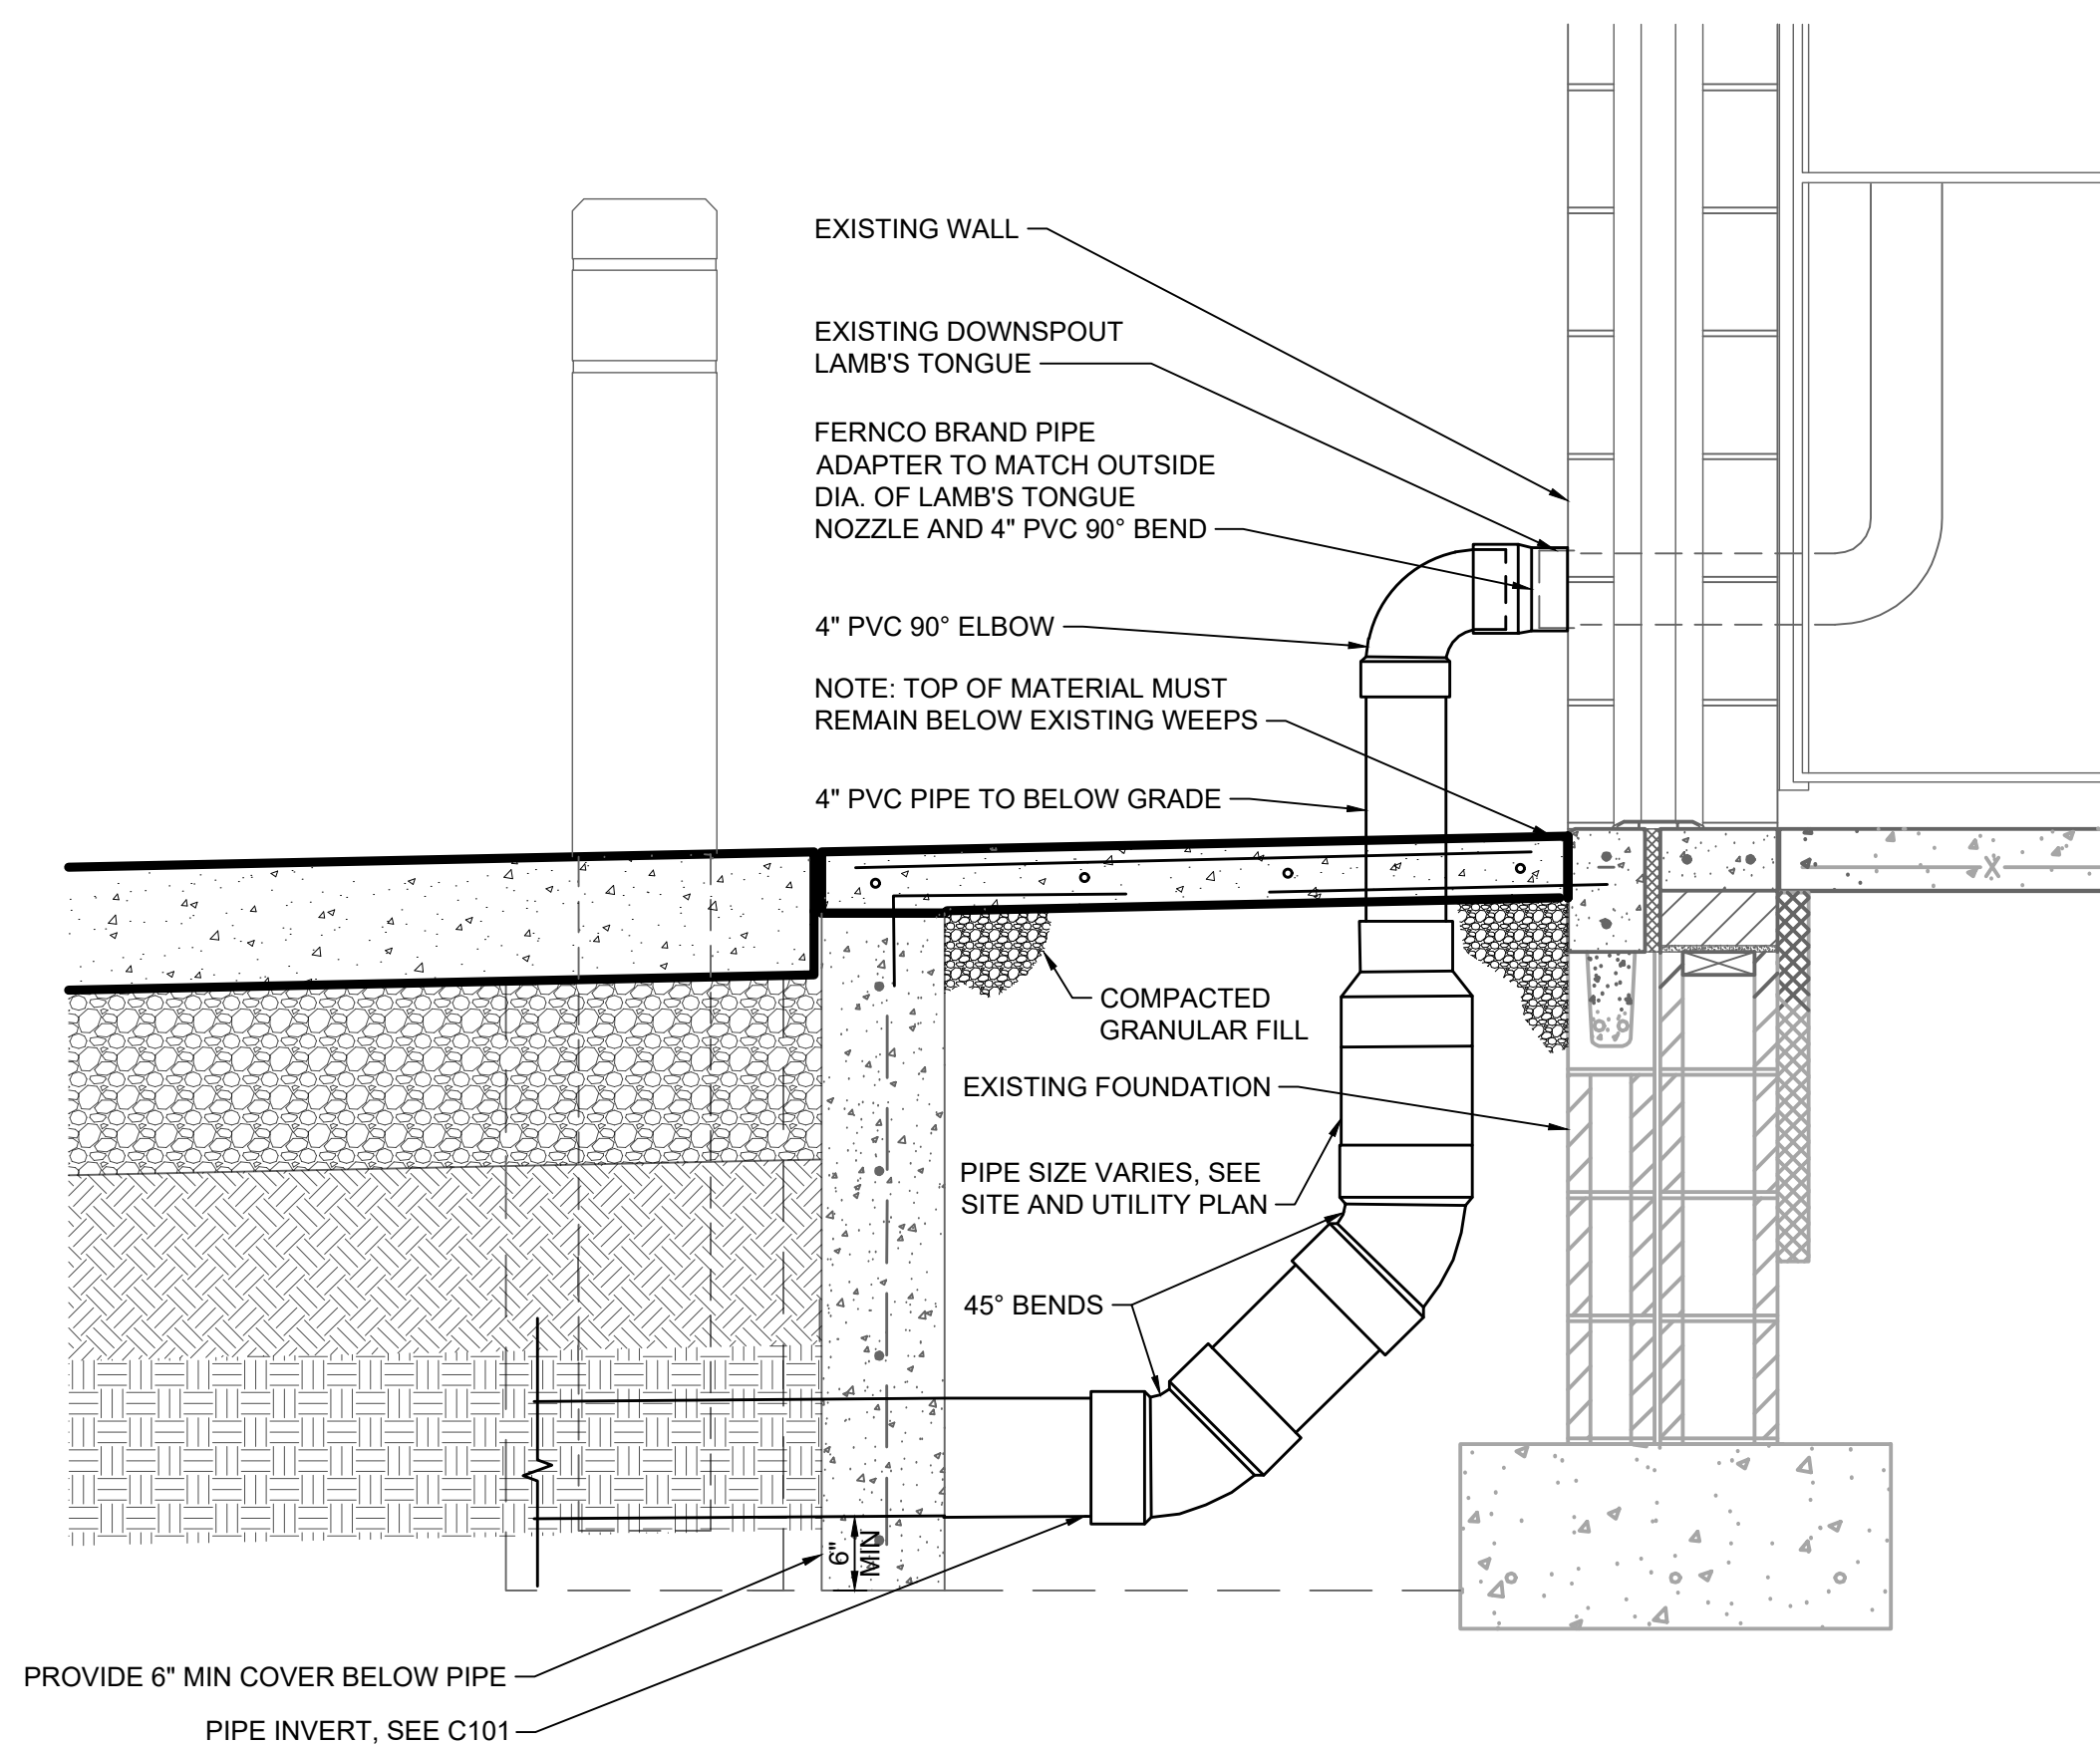 EXISTING WALL
EXISTING DOWNSPOUT
LAMB'S TONGUE
FERNCO BRAND PIPE
ADAPTER TO MATCH OUTSIDE
DIA. OF LAMB'S TONGUE
NOZZLE AND 4" PVC 90° BEND
4" PVC 90° ELBOW
NOTE: TOP OF MATERIAL MUST
REMAIN BELOW EXISTING WEEPS
4" PVC PIPE TO BELOW GRADE
COMPACTED
GRANULAR FILL
EXISTING FOUNDATION
PIPE SIZE VARIES, SEE
SITE AND UTILITY PLAN
45° BENDS
6"
MIN
PROVIDE 6" MIN COVER BELOW PIPE
PIPE INVERT, SEE C101